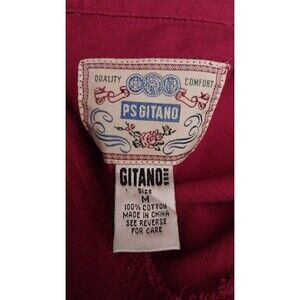 QUALITY COMFORT
PS GITANO
GITANO
Size
M
100% COTTON
MADE IN CHINA
SEE REVERSE
FOR CARE